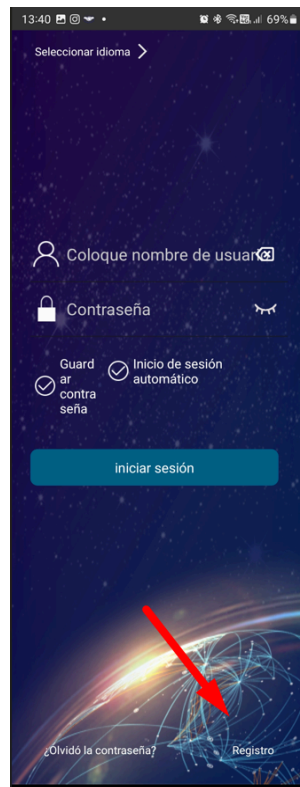 13:40 69%
Seleccionar idioma
Coloque nombre de usuario
Contraseña
Guard
ar
contra
seña
Inicio de sesión
automático
iniciar sesión
¿Olvidó la contraseña? Registro